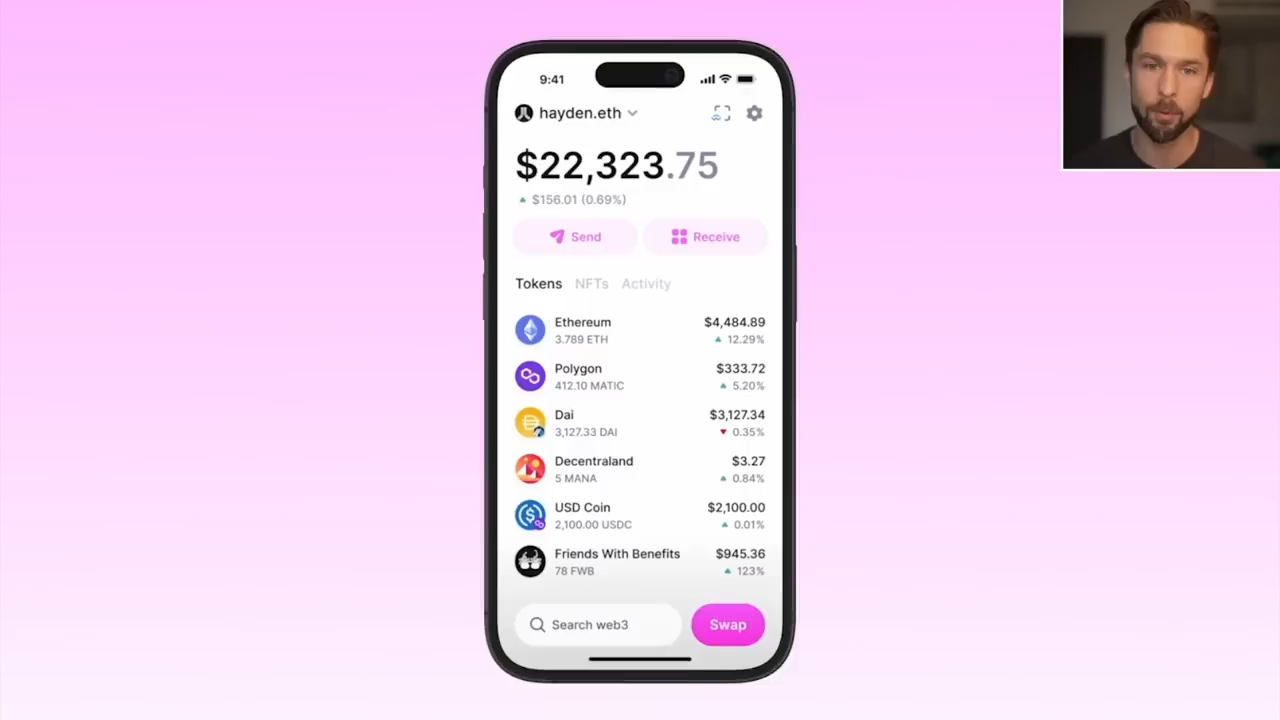 9:41
hayden.eth
$22,323.75
$156.01 (0.69%)
Send Receive
Tokens NFTs Activity
Ethereum $4,484.89
3.789 ETH 12.29%
Polygon $333.72
412.10 MATIC 5.20%
Dai $3,127.34
3,127.33 DAI 0.35%
Decentraland $3.27
5 MANA 0.84%
USD Coin $2,100.00
2,100.00 USDC 0.01%
Friends With Benefits $945.36
78 FWB 123%
Search web3 Swap